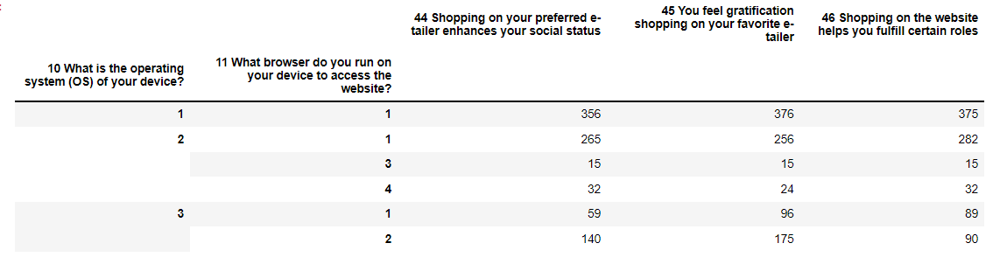 44 Shopping on your preferred e-
tailer enhances your social status
45 You feel gratification
shopping on your favorite e-
tailer
46 Shopping on the website
helps you fulfill certain roles
10 What is the operating
system (OS) of your device?
11 What browser do you run on
your device to access the
website?
1 1 356 376 375
2 1 265 256 282
3 15 15 15
4 32 24 32
3 1 59 96 89
2 140 175 90